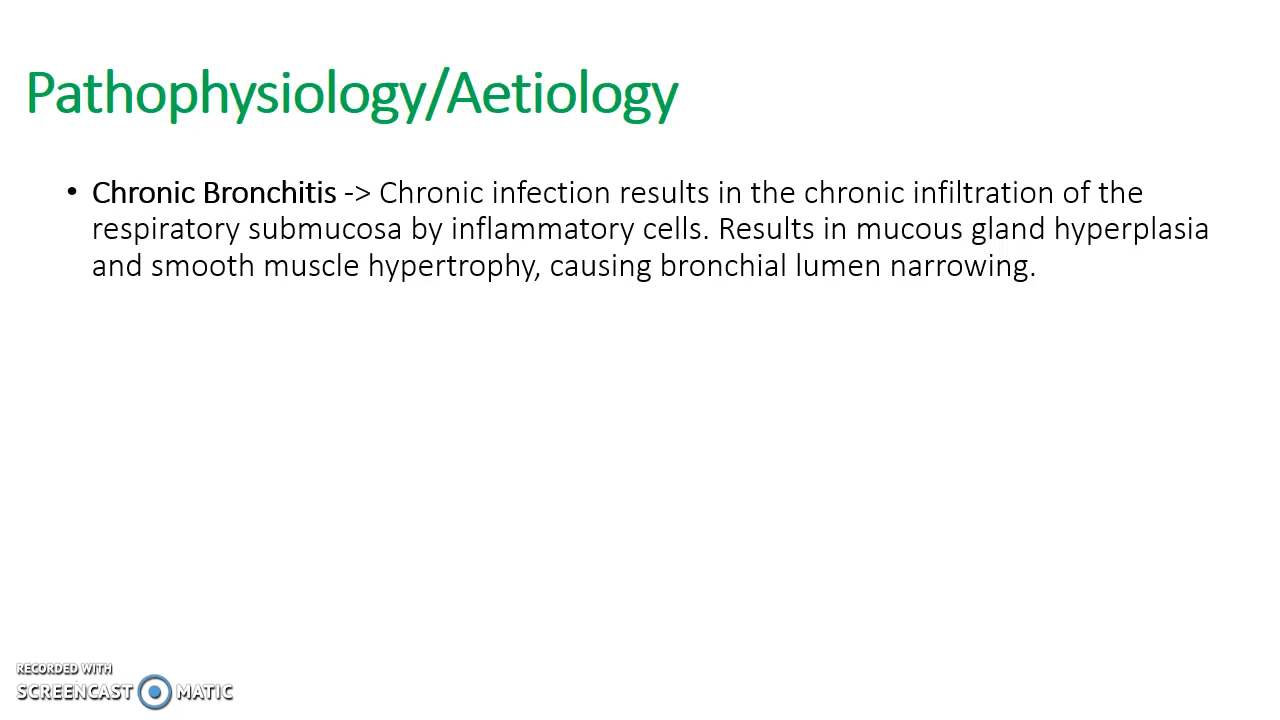 Pathophysiology/Aetiology
• Chronic Bronchitis -> Chronic infection results in the chronic infiltration of the
respiratory submucosa by inflammatory cells. Results in mucous gland hyperplasia
and smooth muscle hypertrophy, causing bronchial lumen narrowing.
RECORDED WITH
SCREENCAST MATIC